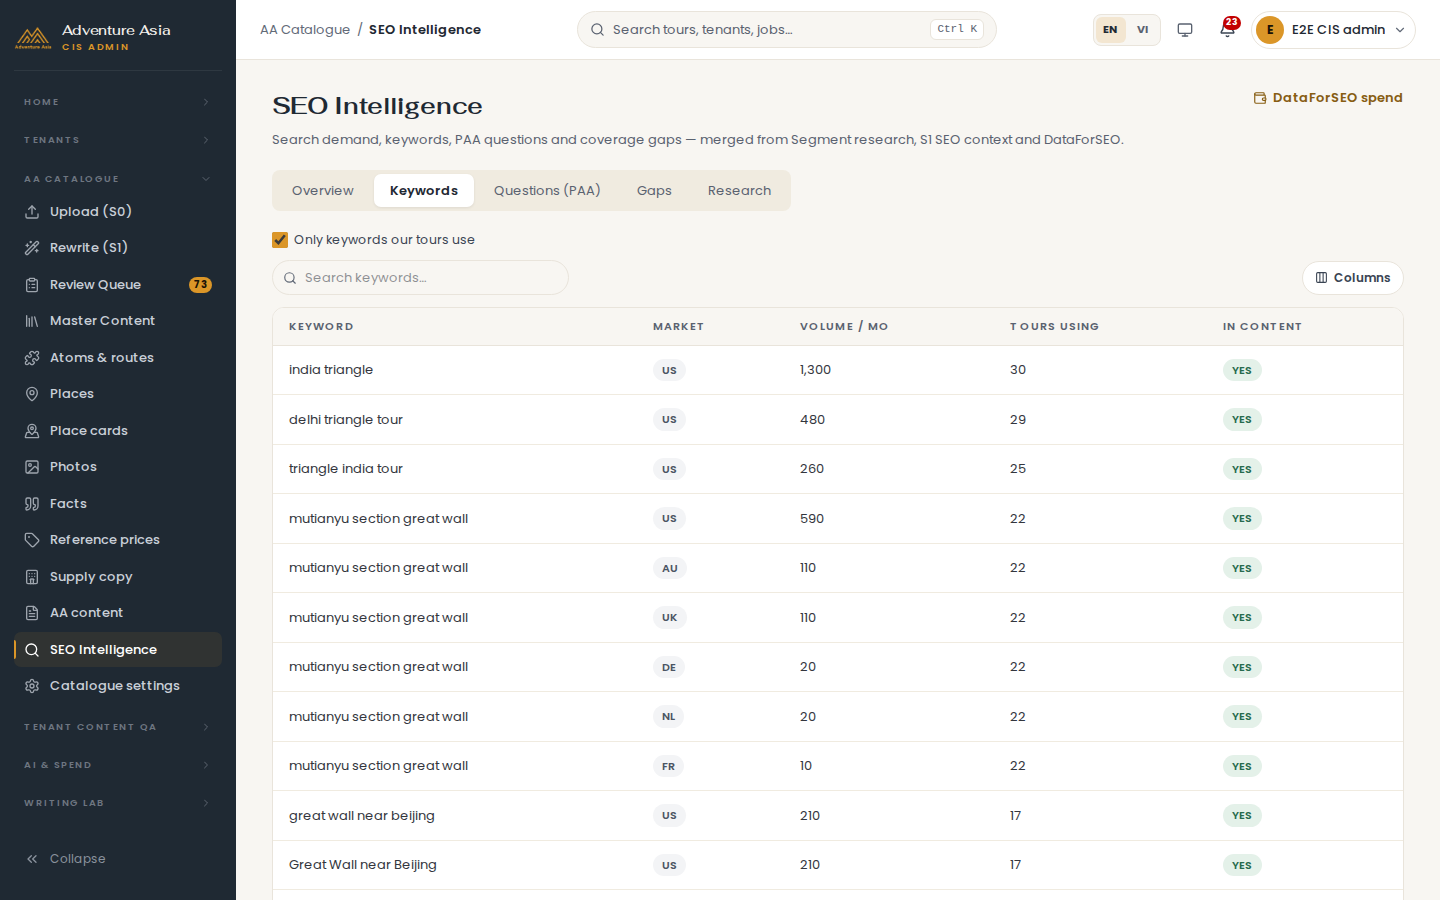 Adventure Asia
CIS ADMIN
Adventure Asia
HOME
TENANTS
AA CATALOGUE
Upload (S0)
Rewrite (S1)
Review Queue 73
Master Content
Atoms & routes
Places
Place cards
Photos
Facts
Reference prices
Supply copy
AA content
SEO Intelligence
Catalogue settings
TENANT CONTENT QA
AI & SPEND
WRITING LAB
Collapse
AA Catalogue / SEO Intelligence
Search tours, tenants, jobs...
Ctrl K
EN VI
23
E E2E CIS admin
SEO Intelligence
DataForSEO spend
Search demand, keywords, PAA questions and coverage gaps — merged from Segment research, S1 SEO context and DataForSEO.
Overview Keywords Questions (PAA) Gaps Research
Only keywords our tours use
Search keywords...
Columns
KEYWORD MARKET VOLUME / MO TOURS USING IN CONTENT
india triangle US 1,300 30 YES
delhi triangle tour US 480 29 YES
triangle india tour US 260 25 YES
mutianyu section great wall US 590 22 YES
mutianyu section great wall AU 110 22 YES
mutianyu section great wall UK 110 22 YES
mutianyu section great wall DE 20 22 YES
mutianyu section great wall NL 20 22 YES
mutianyu section great wall FR 10 22 YES
great wall near beijing US 210 17 YES
Great Wall near Beijing US 210 17 YES